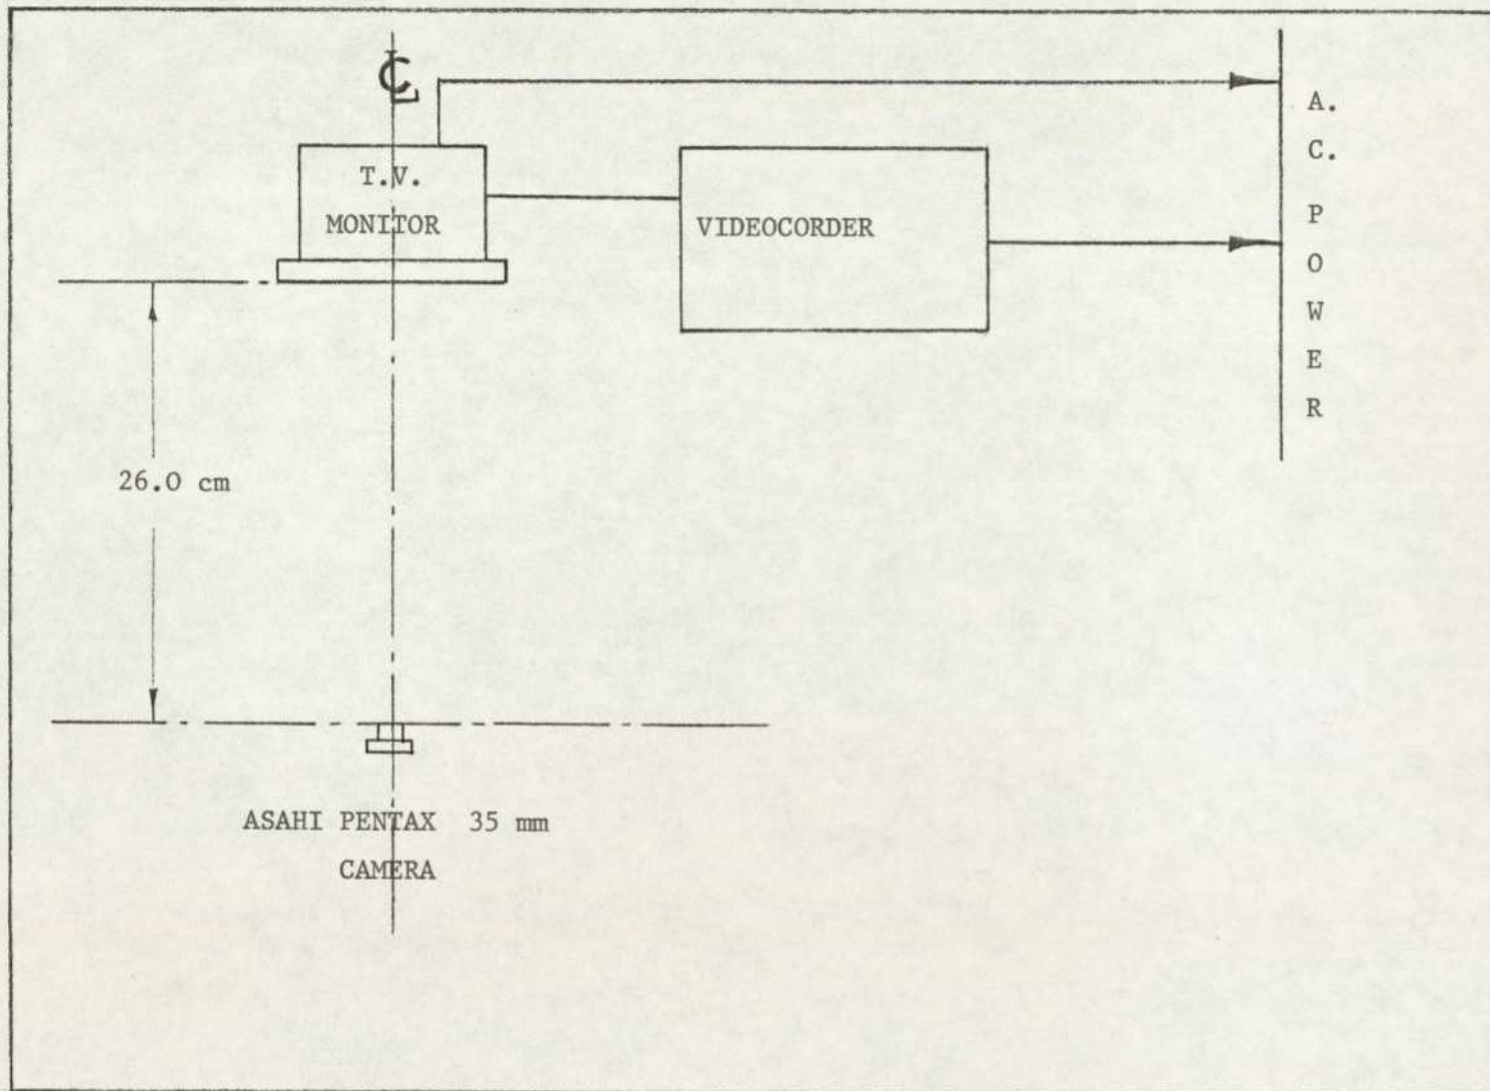 ℄
T.V.
MONITOR
VIDEOCORDER
A.
C.
P
O
W
E
R
26.0 cm
ASAHI PENTAX 35 mm
CAMERA